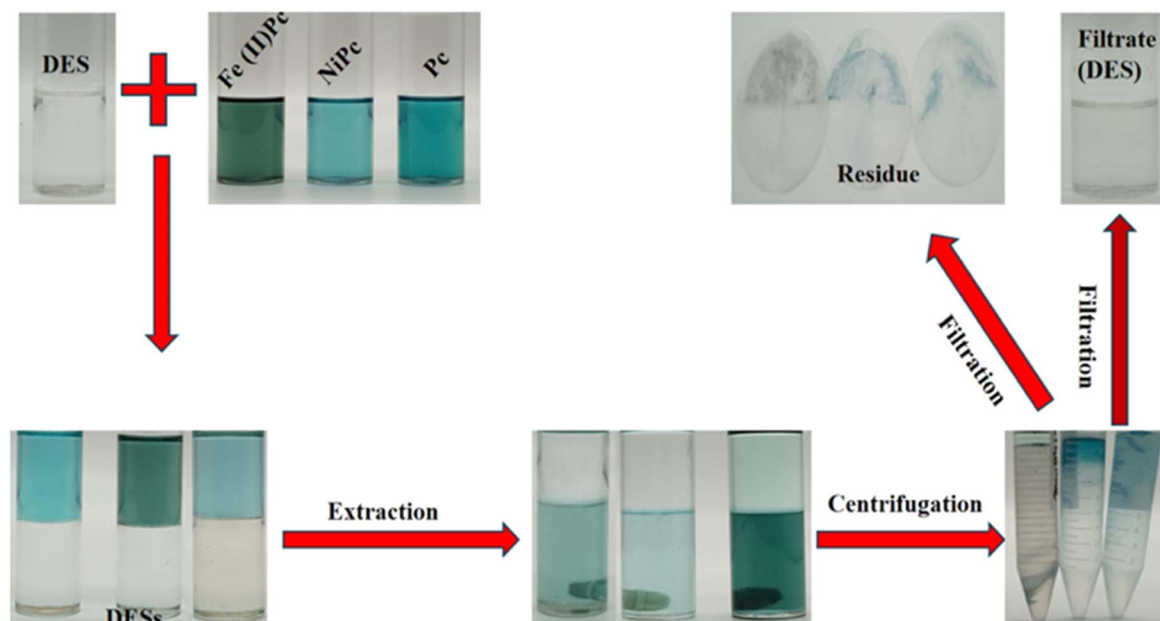 DES
Fe (II)Pc
NiPc
Pc
Residue
Filtrate
(DES)
Filtration
Filtration
DESs
Extraction
Centrifugation